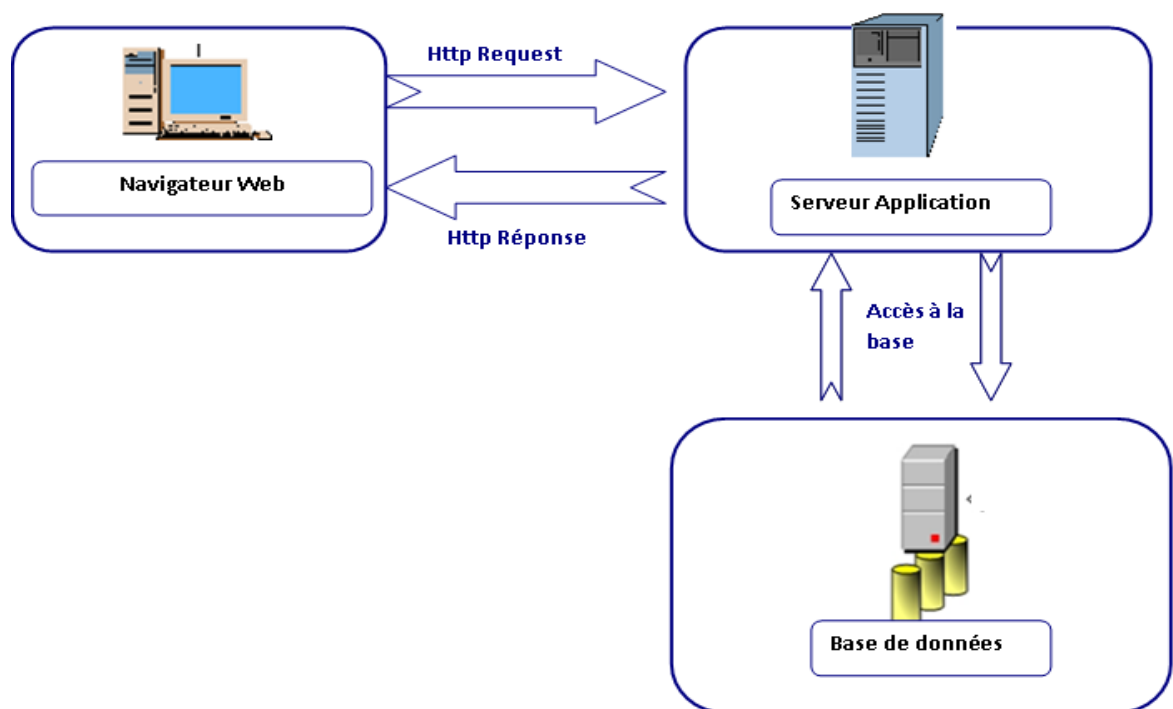 Http Request
Navigateur Web
Serveur Application
Http Réponse
Accès à la
base
Base de données